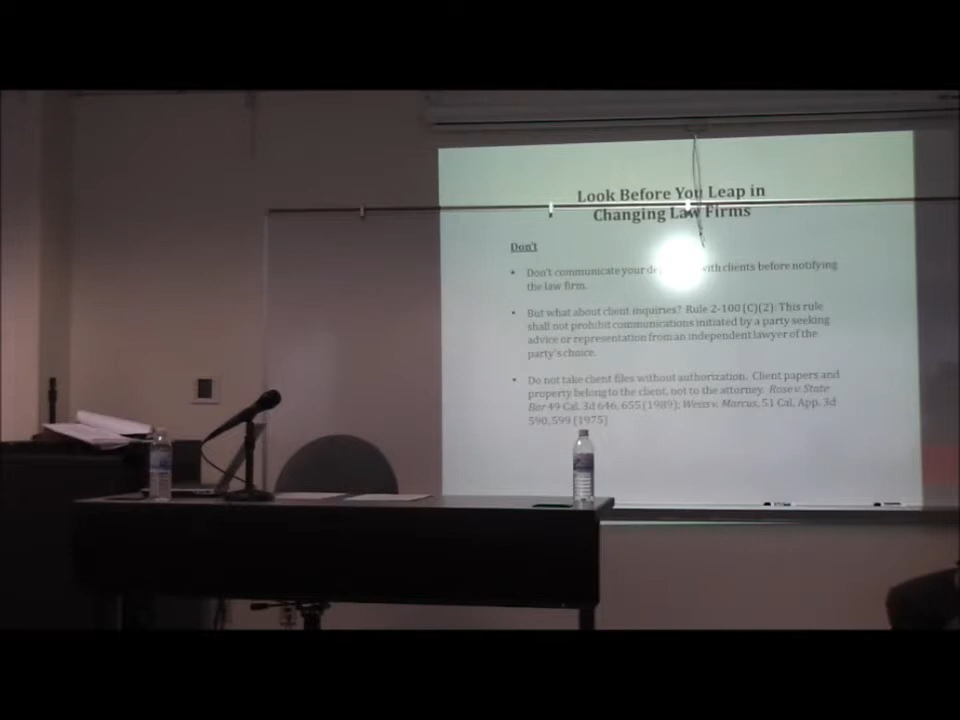 Look Before You Leap in
Changing Law Firms
Don't
• Don't communicate your with clients before notifying
the law firm.
• But what about client inquiries? Rule 2-100 (C)(2): This rule
shall not prohibit communications initiated by a party seeking
advice or representation from an independent lawyer of the
party's choice.
• Do not take client files without authorization. Client papers and
property belong to the client, not to the attorney. Rose v. State
Bar 49 Cal. 3d 646, 655 (1989); Weiss v. Marcus, 51 Cal. App. 3d
590, 599 (1975)